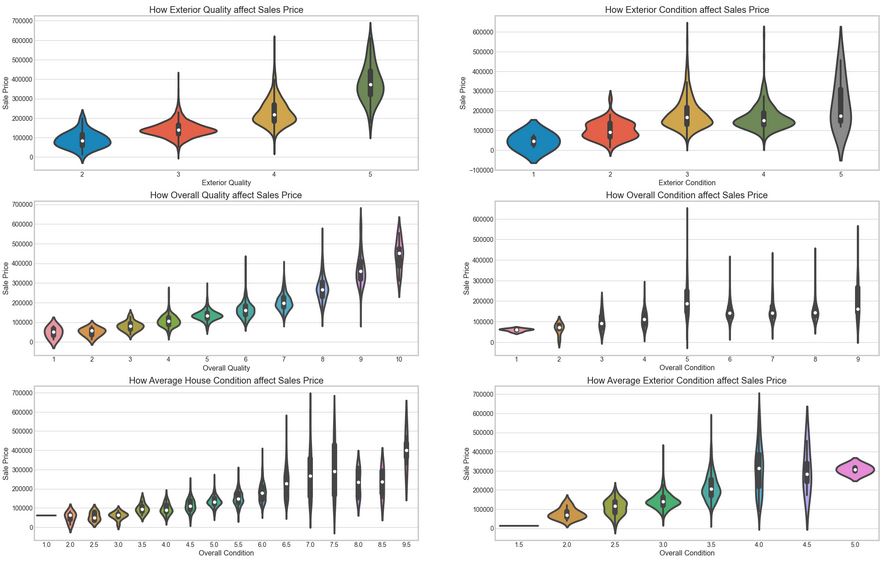 How Exterior Quality affect Sales Price
700000
600000
500000
400000
300000
200000
100000
0
Sale Price
2 3 4 5
Exterior Quality
How Exterior Condition affect Sales Price
600000
500000
400000
300000
200000
100000
0
−100000
Sale Price
1 2 3 4 5
Exterior Condition
How Overall Quality affect Sales Price
700000
600000
500000
400000
300000
200000
100000
0
Sale Price
1 2 3 4 5 6 7 8 9 10
Overall Quality
How Overall Condition affect Sales Price
600000
500000
400000
300000
200000
100000
0
Sale Price
1 2 3 4 5 6 7 8 9
Overall Condition
How Average House Condition affect Sales Price
700000
600000
500000
400000
300000
200000
100000
0
Sale Price
1.0 2.0 2.5 3.0 3.5 4.0 4.5 5.0 5.5 6.0 6.5 7.0 7.5 8.0 8.5 9.5
Overall Condition
How Average Exterior Condition affect Sales Price
700000
600000
500000
400000
300000
200000
100000
0
Sale Price
1.5 2.0 2.5 3.0 3.5 4.0 4.5 5.0
Overall Condition